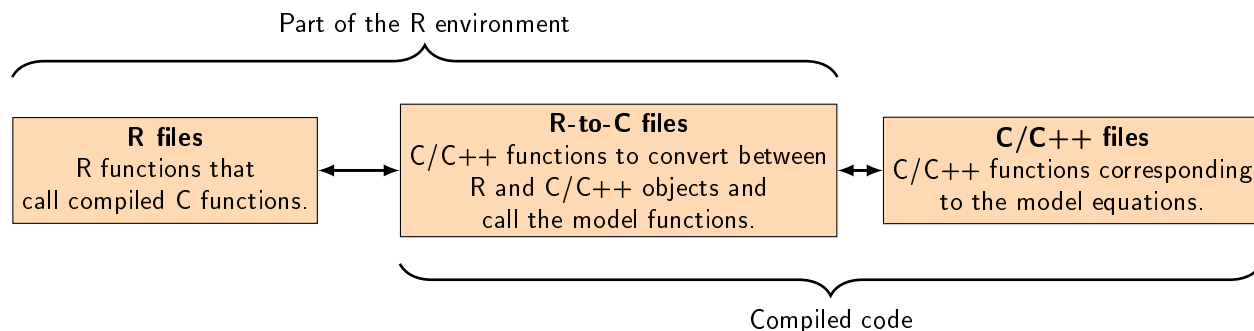 Part of the R environment
R files
R functions that
call compiled C functions.
R-to-C files
C/C++ functions to convert between
R and C/C++ objects and
call the model functions.
C/C++ files
C/C++ functions corresponding
to the model equations.
Compiled code